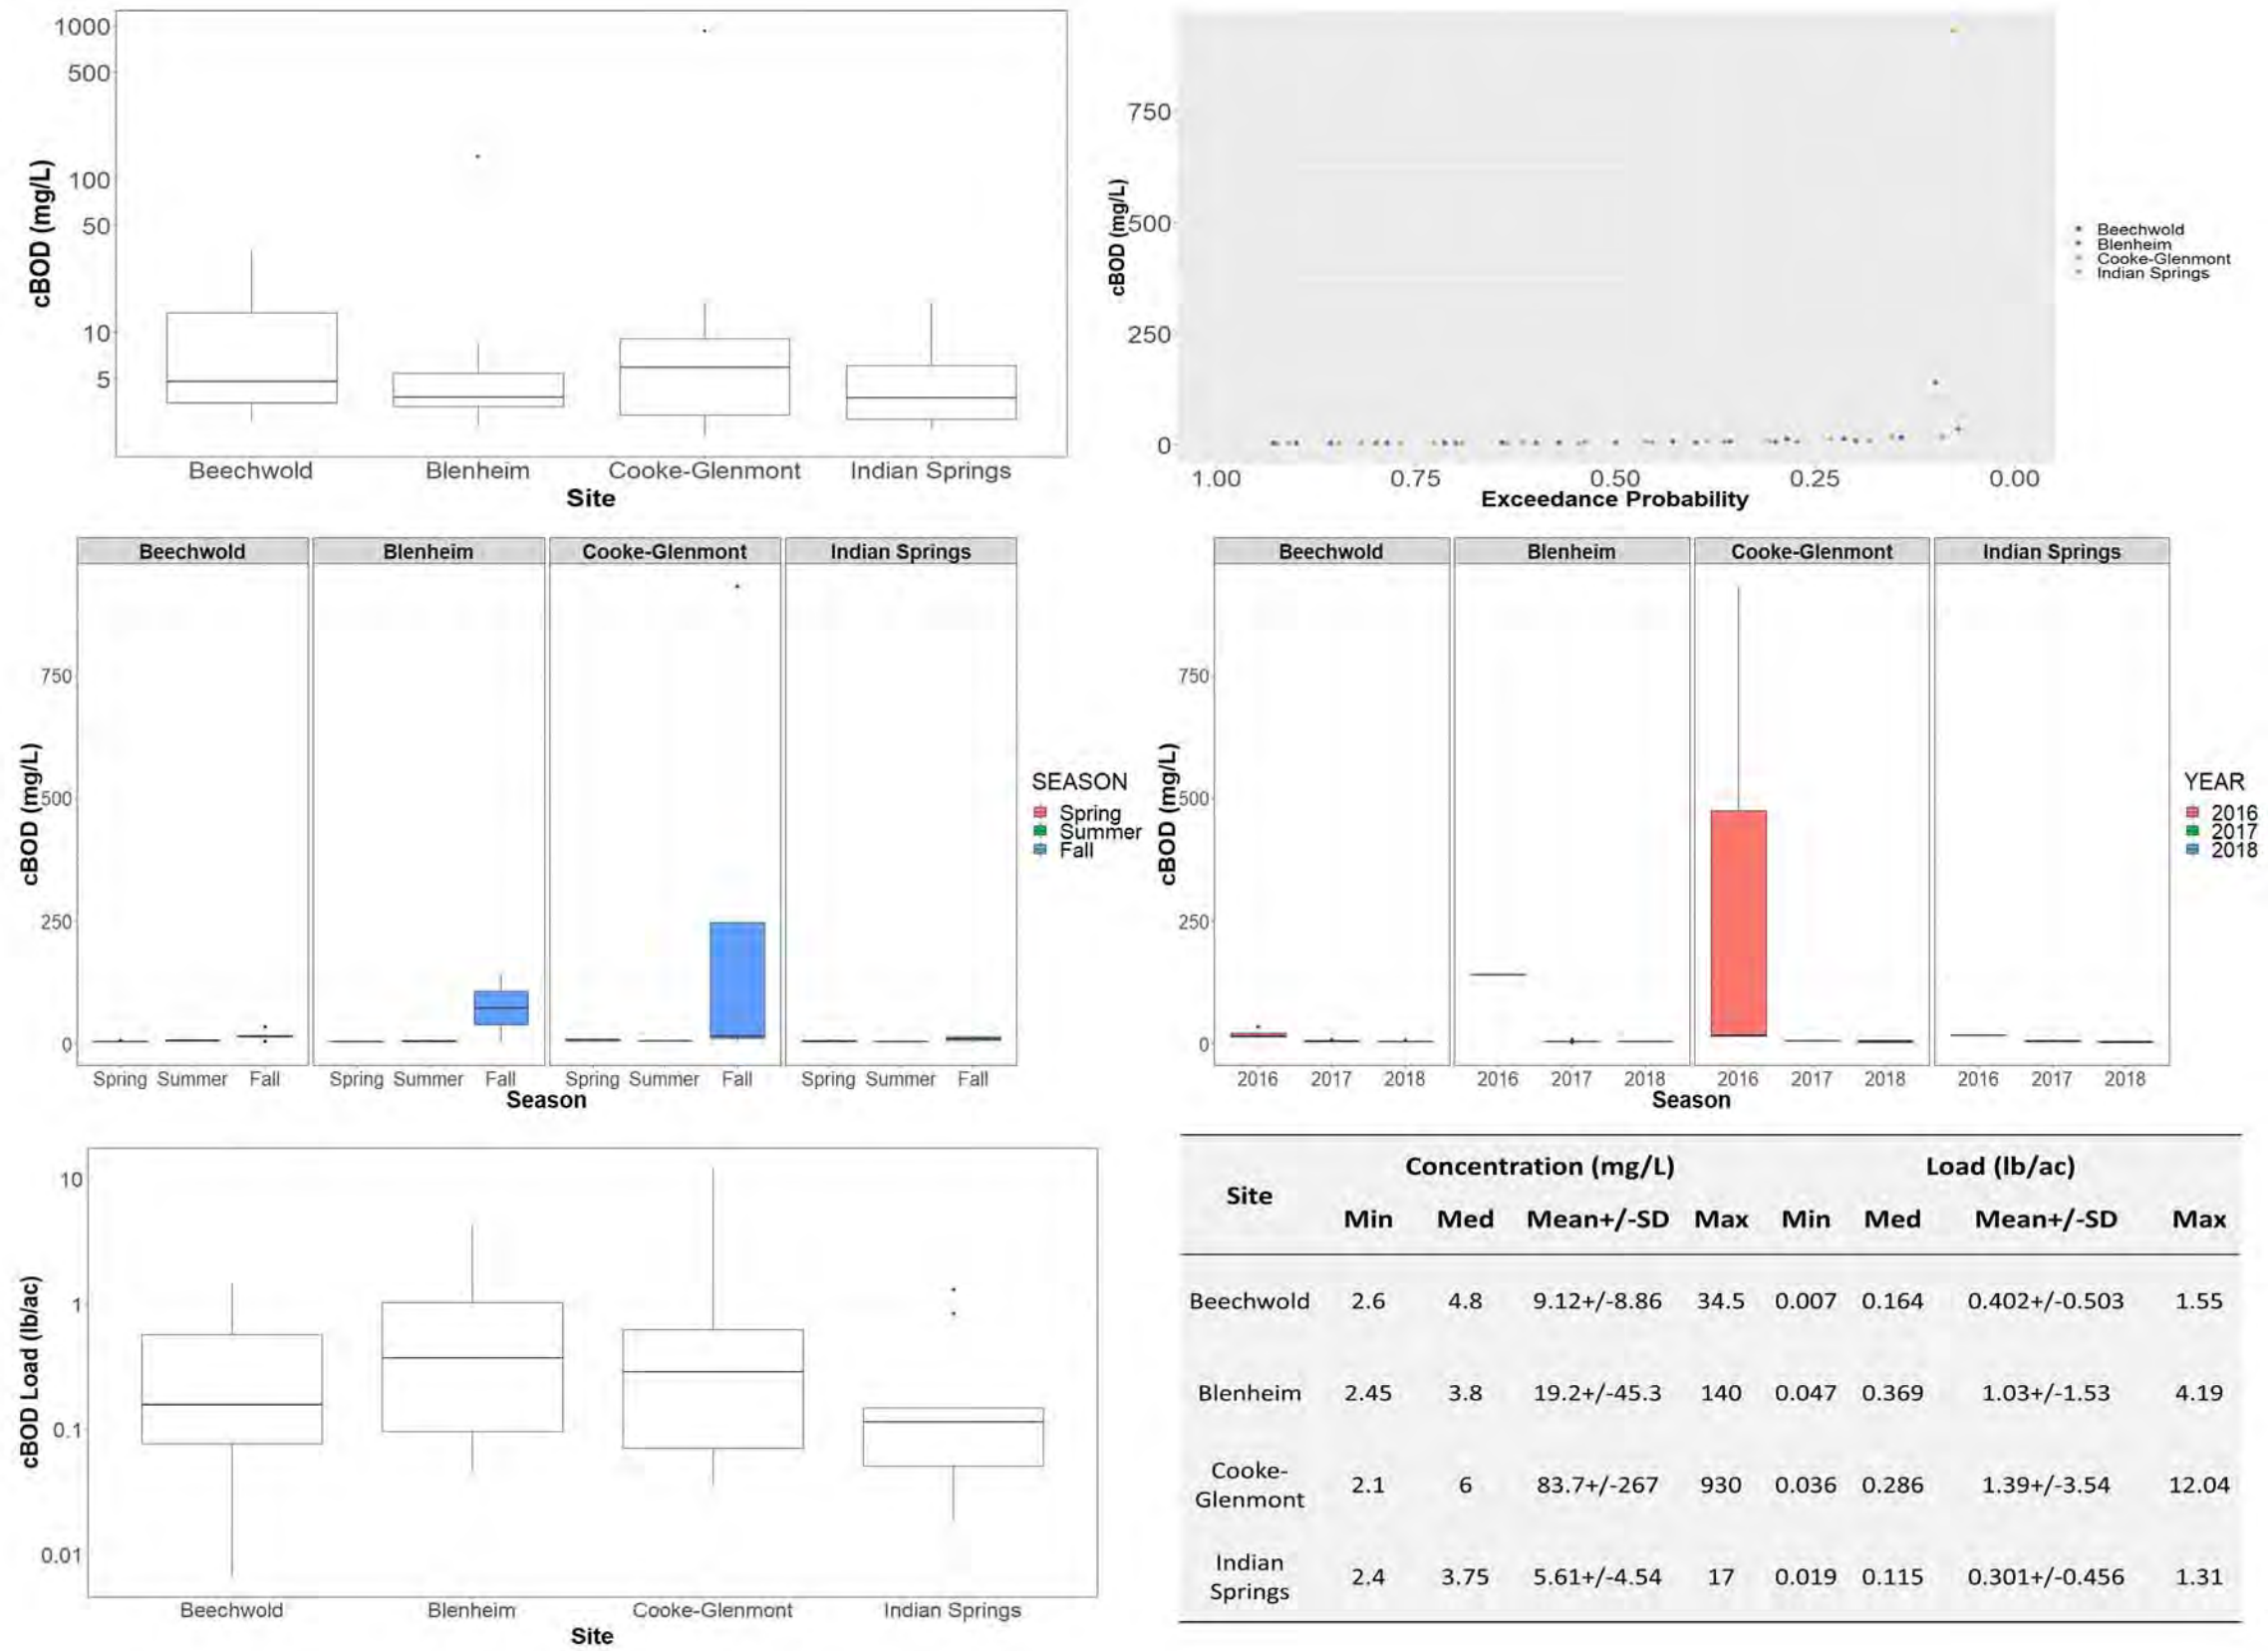 1000
500
100
50
10
5
cBOD (mg/L)
Beechwold Blenheim Cooke-Glenmont Indian Springs
Site
750
500
250
0
cBOD (mg/L)
1.00 0.75 0.50 0.25 0.00
Exceedance Probability
Beechwold
Blenheim
Cooke-Glenmont
Indian Springs
Beechwold Blenheim Cooke-Glenmont Indian Springs
750
500
250
0
cBOD (mg/L)
Spring Summer Fall Spring Summer Fall Spring Summer Fall Spring Summer Fall
Season
SEASON
Spring
Summer
Fall
Beechwold Blenheim Cooke-Glenmont Indian Springs
750
500
250
0
cBOD (mg/L)
2016 2017 2018 2016 2017 2018 2016 2017 2018 2016 2017 2018
Season
YEAR
2016
2017
2018
10
1
0.1
0.01
cBOD Load (lb/ac)
Beechwold Blenheim Cooke-Glenmont Indian Springs
Site
Concentration (mg/L) Load (lb/ac)
Site
Min Med Mean+/-SD Max Min Med Mean+/-SD Max
Beechwold 2.6 4.8 9.12+/-8.86 34.5 0.007 0.164 0.402+/-0.503 1.55
Blenheim 2.45 3.8 19.2+/-45.3 140 0.047 0.369 1.03+/-1.53 4.19
Cooke-
Glenmont 2.1 6 83.7+/-267 930 0.036 0.286 1.39+/-3.54 12.04
Indian
Springs 2.4 3.75 5.61+/-4.54 17 0.019 0.115 0.301+/-0.456 1.31